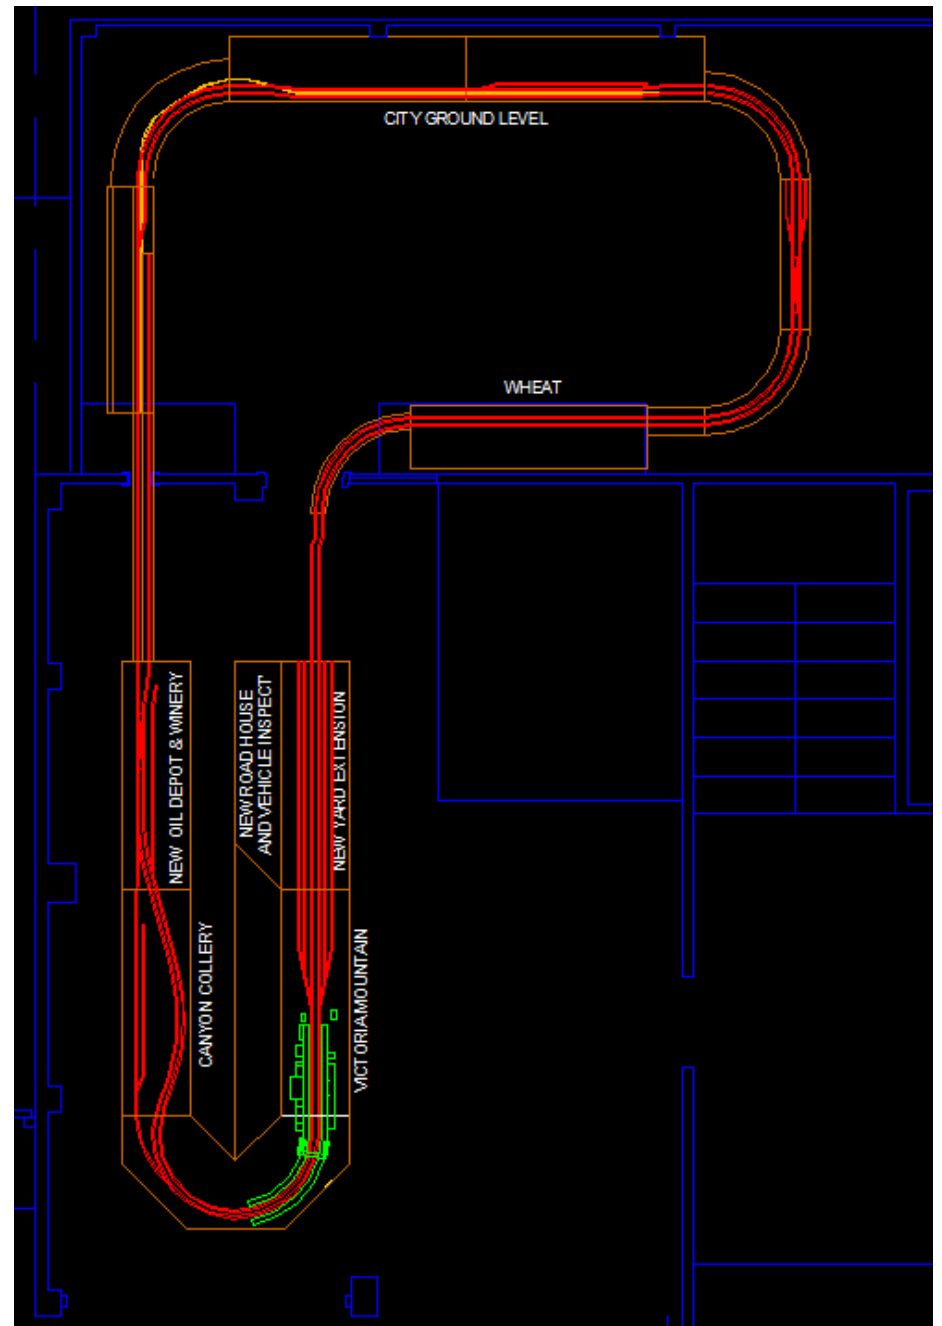 CITY GROUND LEVEL
WHEAT
NEW OIL DEPOT & WINERY
NEW ROAD HOUSE
AND VEHICLE INSPECT
NEW YARD EXTENSION
CANYON COLLERY
VICTORIA MOUNTAIN